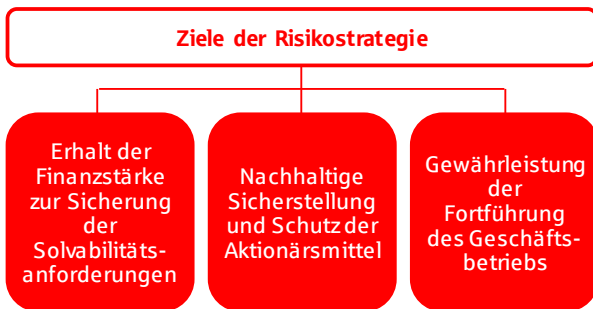 Ziele der Risikostrategie
Erhalt der
Finanzstärke
zur Sicherung
der
Solvabilitäts-
anforderungen
Nachhaltige
Sicherstellung
und Schutz der
Aktionärsmittel
Gewährleistung
der
Fortführung
des Geschäfts-
betriebs